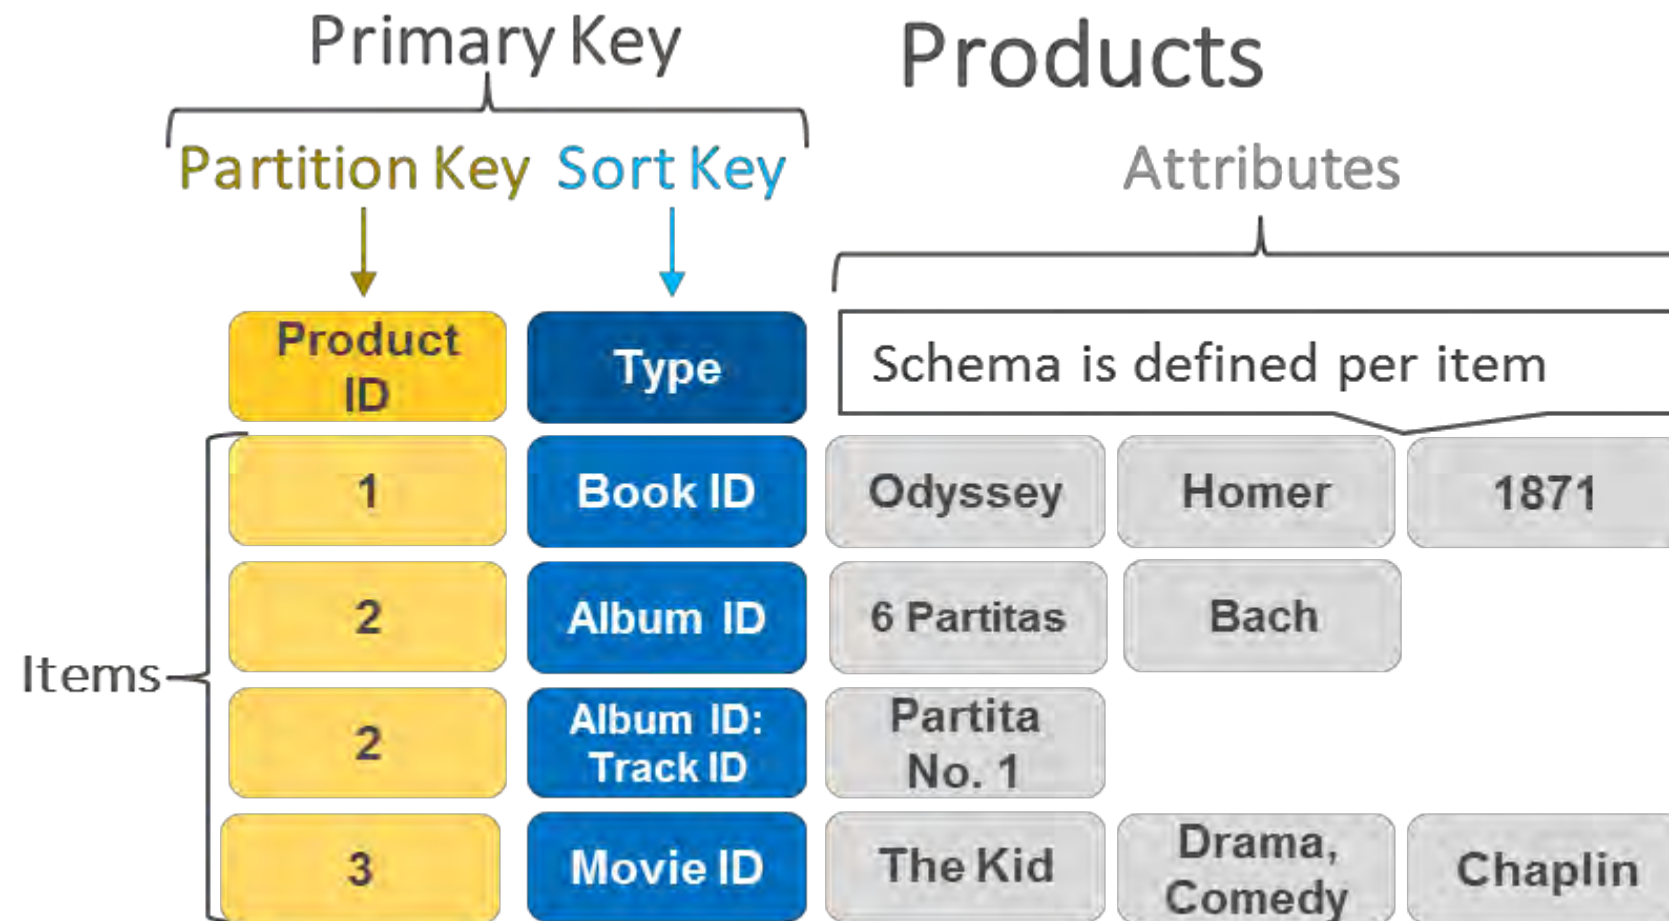 Primary Key
Products
Partition Key
Sort Key
Attributes
Product
ID
Type
Schema is defined per item
1
Book ID
Odyssey
Homer
1871
2
Album ID
6 Partitas
Bach
Items
2
Album ID:
Track ID
Partita
No. 1
3
Movie ID
The Kid
Drama,
Comedy
Chaplin